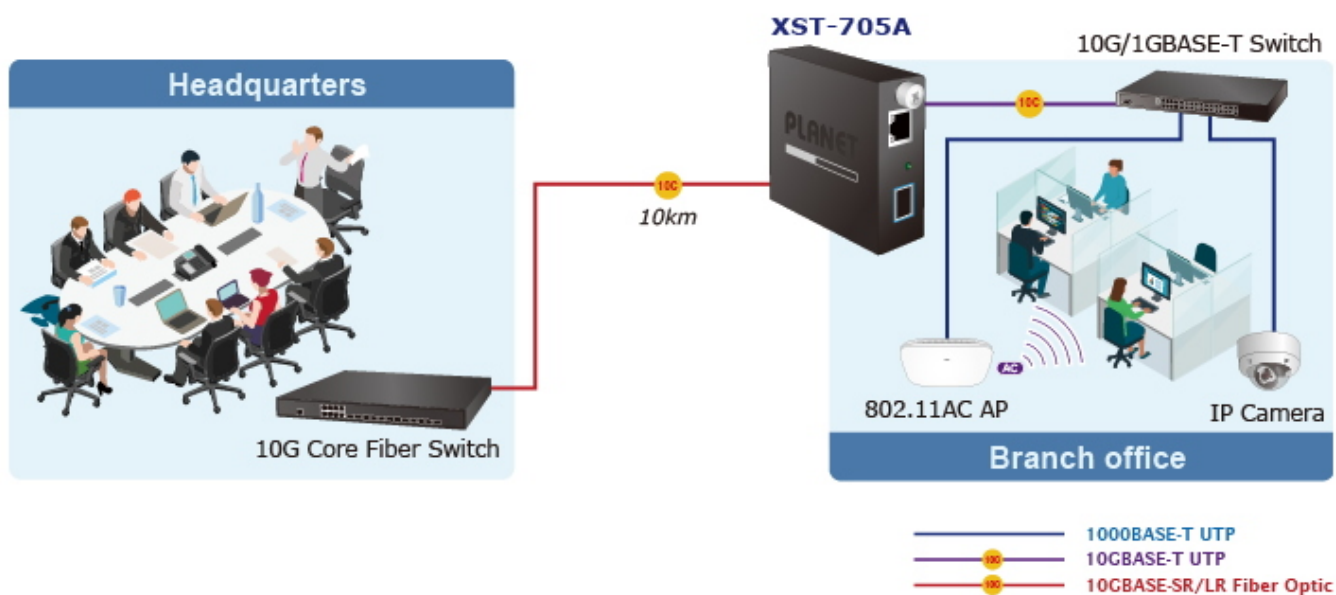 XST-705A
10G/1GBASE-T Switch
Headquarters
10G
PLANET
10G
10km
802.11AC AP
AC
IP Camera
10G Core Fiber Switch
Branch office
1000BASE-T UTP
10G
10GBASE-T UTP
10G
10GBASE-SR/LR Fiber Optic